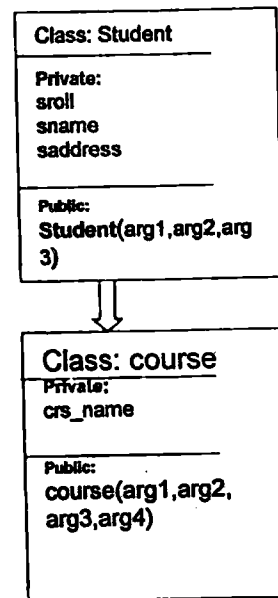 Class: Student
Private:
sroll
sname
saddress
Public:
Student(arg1,arg2,arg
3)
Class: course
Private:
crs_name
Public:
course(arg1,arg2,
arg3,arg4)